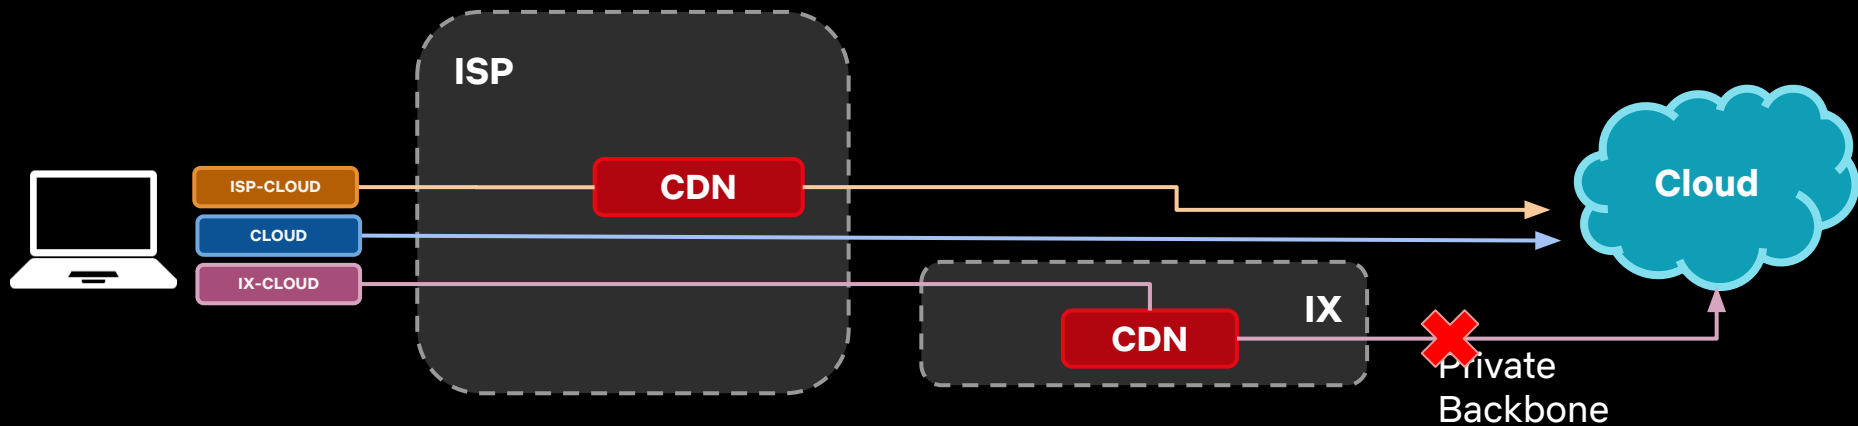 ISP
ISP-CLOUD
CDN
Cloud
CLOUD
IX-CLOUD
IX
CDN
Private
Backbone